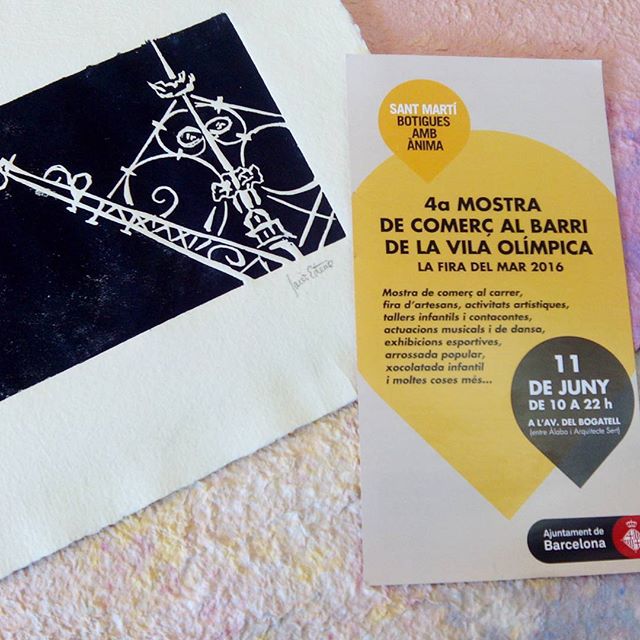 SANT MARTÍ
BOTIGUES
AMB
ÀNIMA
4a MOSTRA
DE COMERÇ AL BARRI
DE LA VILA OLÍMPICA
LA FIRA DEL MAR 2016
Mostra de comerç al carrer,
fira d'artesans, activitats artístiques,
tallers infantils i contacontes,
actuacions musicals i de dansa,
exhibicions esportives,
arrossada popular,
xocolatada infantil
i moltes coses més...
11
DE JUNY
DE 10 A 22 h
A L'AV. DEL BOGATELL
(entre Àlaba i Arquitecte Sert)
Ajuntament de
Barcelona